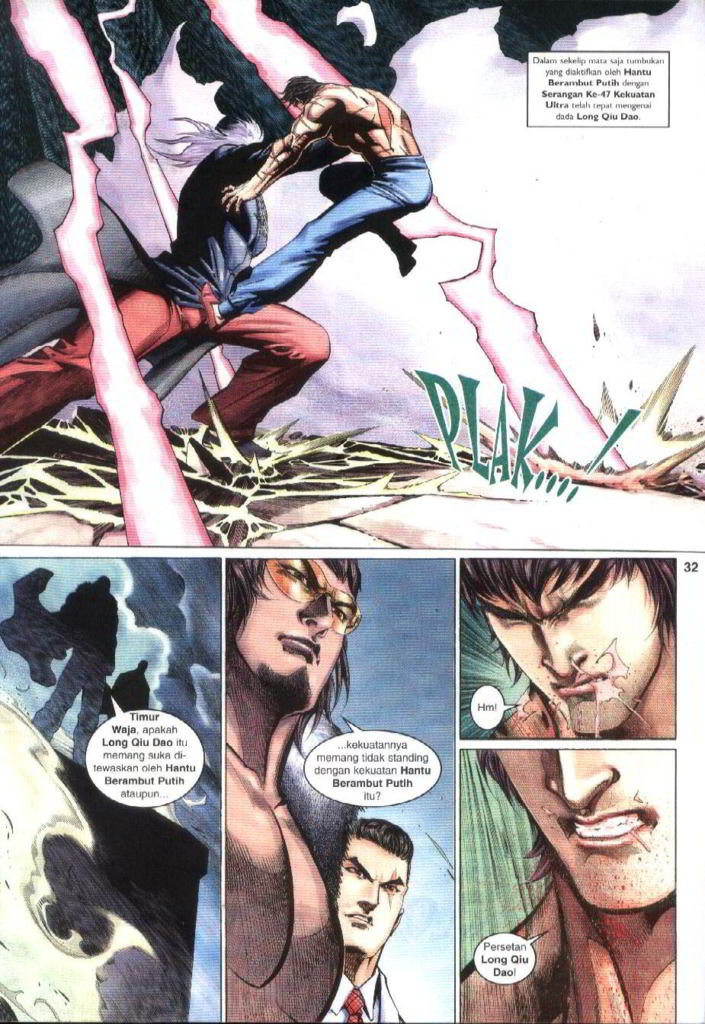 Dalam sekelip mata saja tumbukan
yang diaktifkan oleh Hantu
Berambut Putih dengan
Serangan Ke-47 Kekuatan
Ultra telah tepat mengenai
dada Long Qiu Dao.
PLAK....!
32
Timur
Waja, apakah
Long Qiu Dao itu
memang suka di-
tewaskan oleh Hantu
Berambut Putih
ataupun...
...kekuatannya
memang tidak standing
dengan kekuatan Hantu
Berambut Putih
itu?
Hm!
Persetan
Long Qiu
Dao!